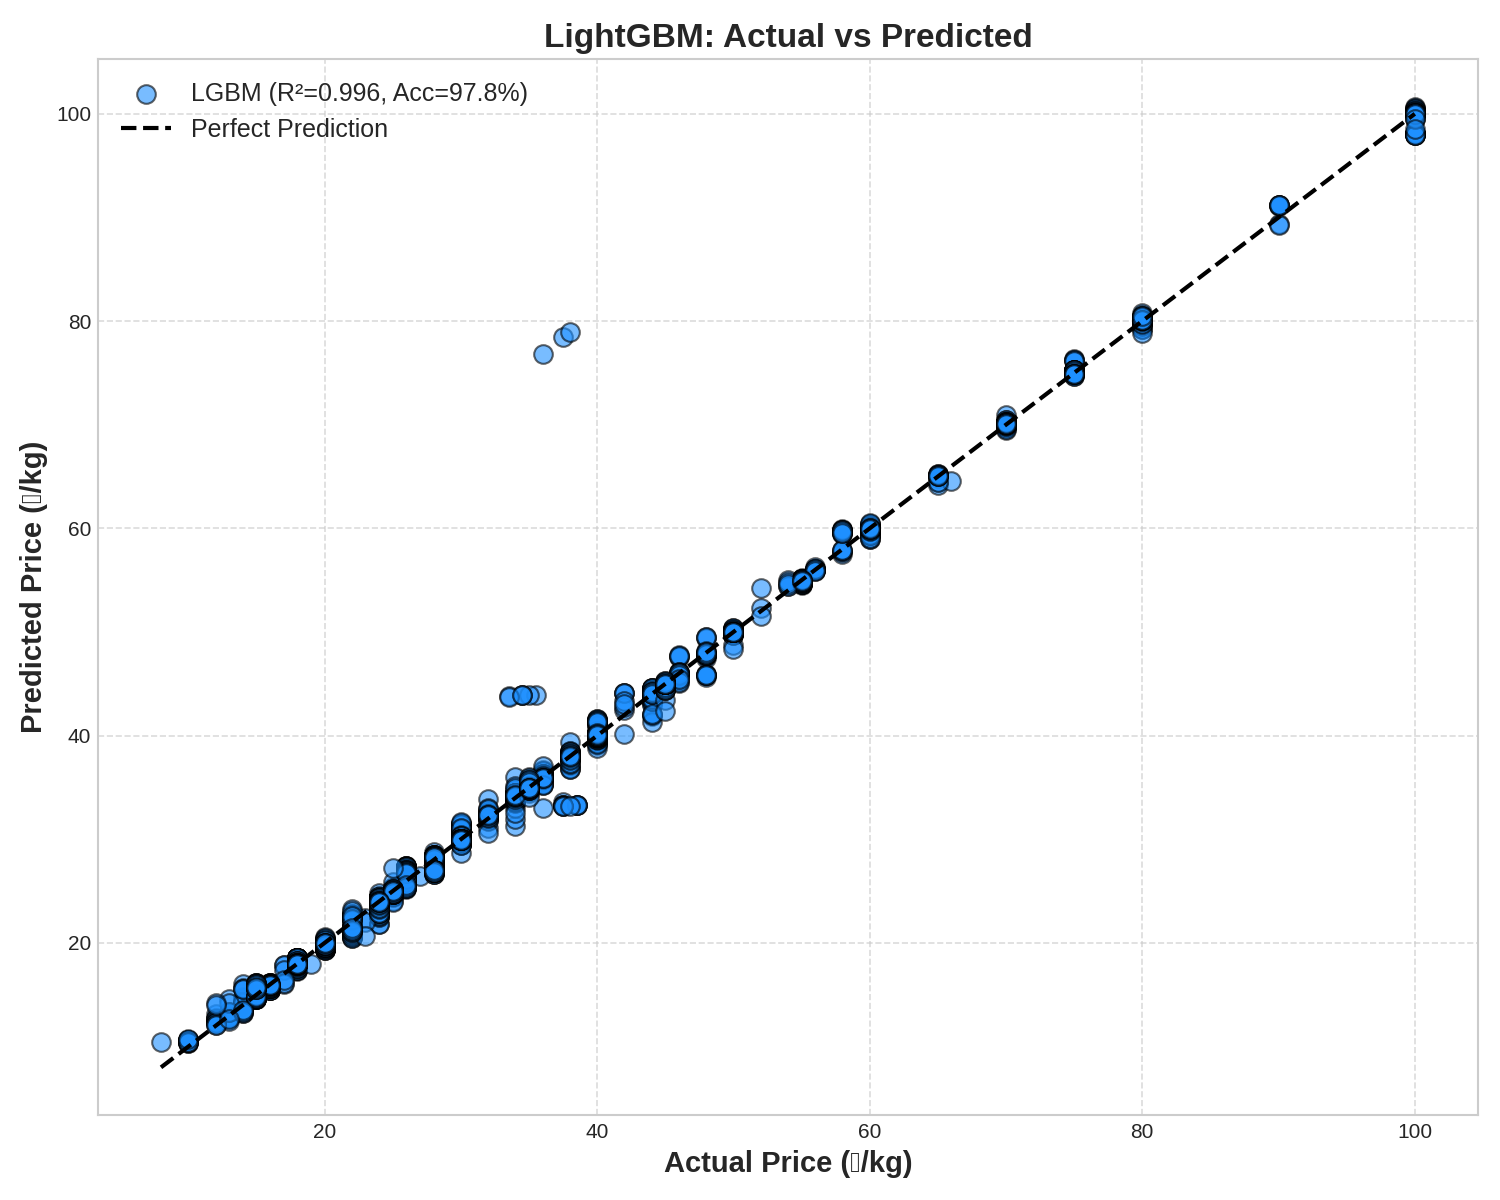 LightGBM: Actual vs Predicted
LGBM (R²=0.996, Acc=97.8%)
Perfect Prediction
100
80
60
40
20
Predicted Price (▯/kg)
20 40 60 80 100
Actual Price (▯/kg)